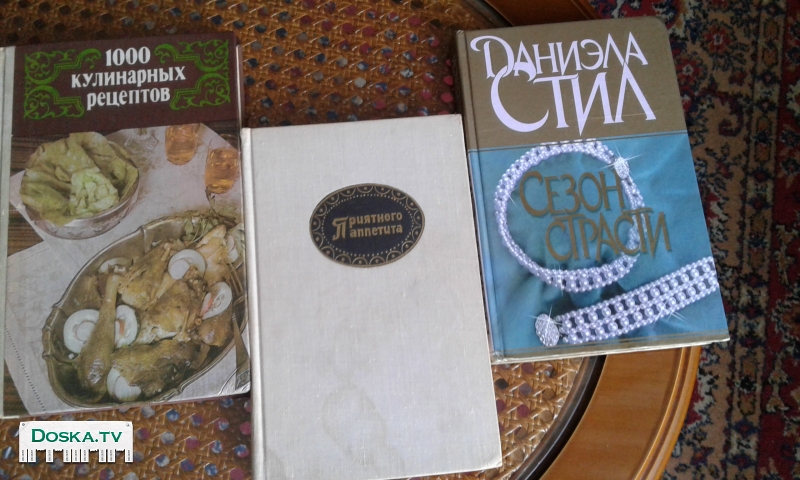 1000
КУЛИНАРНЫХ
РЕЦЕПТОВ
Приятного
аппетита
ДАНИЭЛА
СТИЛ
СЕЗОН
СТРАСТИ
DOSKA.TV